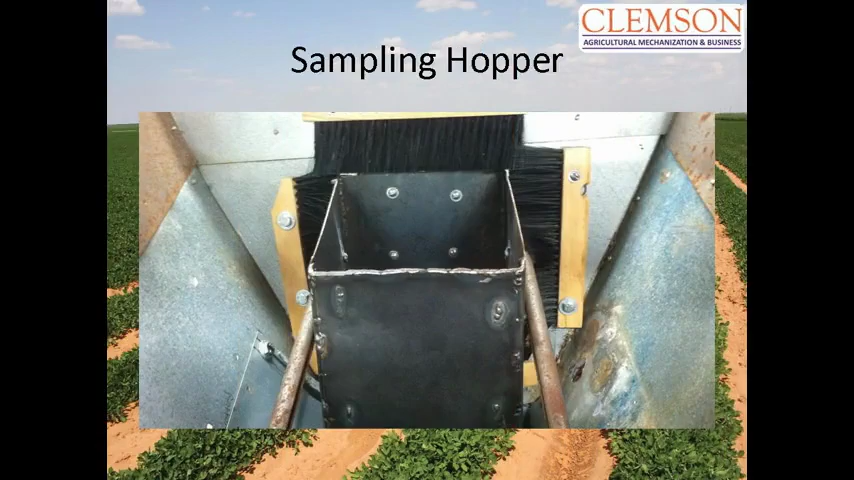 CLEMSON
AGRICULTURAL MECHANIZATION & BUSINESS
Sampling Hopper